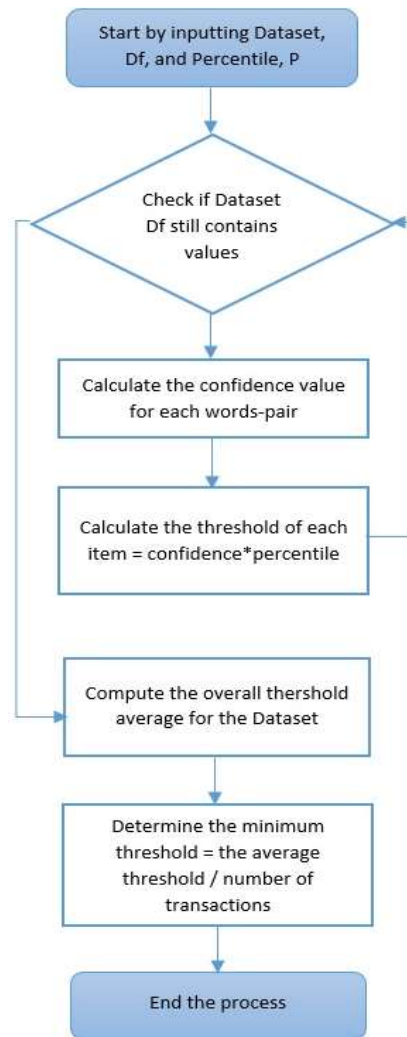 Start by inputting Dataset,
Df, and Percentile, P
Check if Dataset
Df still contains
values
Calculate the confidence value
for each words-pair
Calculate the threshold of each
item = confidence*percentile
Compute the overall thershold
average for the Dataset
Determine the minimum
threshold = the average
threshold / number of
transactions
End the process